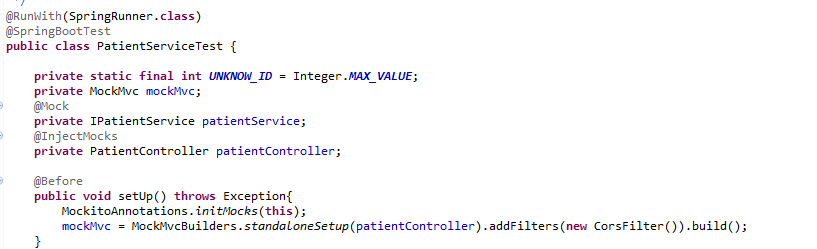 */
@RunWith(SpringRunner.class)
@SpringBootTest
public class PatientServiceTest {
private static final int UNKNOW_ID = Integer.MAX_VALUE;
private MockMvc mockMvc;
@Mock
private IPatientService patientService;
@InjectMocks
private PatientController patientController;
@Before
public void setUp() throws Exception{
MockitoAnnotations.initMocks(this);
mockMvc = MockMvcBuilders.standaloneSetup(patientController).addFilters(new CorsFilter()).build();
}